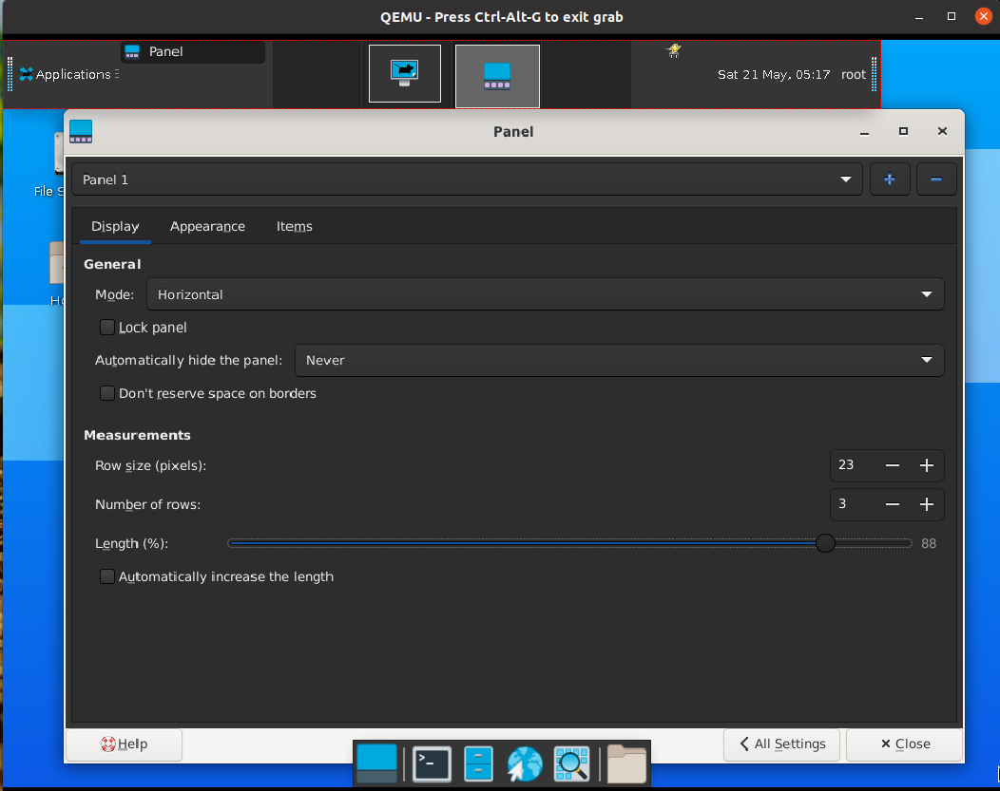 QEMU - Press Ctrl-Alt-G to exit grab
Panel
Applications
Sat 21 May, 05:17 root
Panel
File S
Ho
Panel 1
Display Appearance Items
General
Mode: Horizontal
Lock panel
Automatically hide the panel: Never
Don't reserve space on borders
Measurements
Row size (pixels): 23
Number of rows: 3
Length (%): 88
Automatically increase the length
Help
All Settings
Close